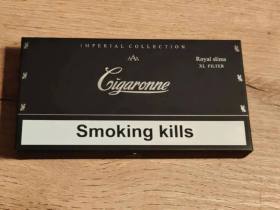 IMPERIAL COLLECTION
Cigaronne
Royal slims
XL FILTER
Smoking kills